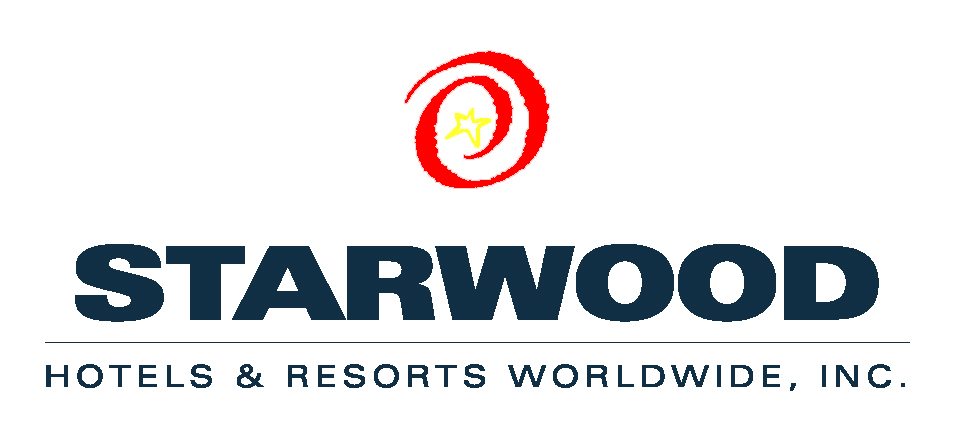 STARWOOD
HOTELS & RESORTS WORLDWIDE, INC.